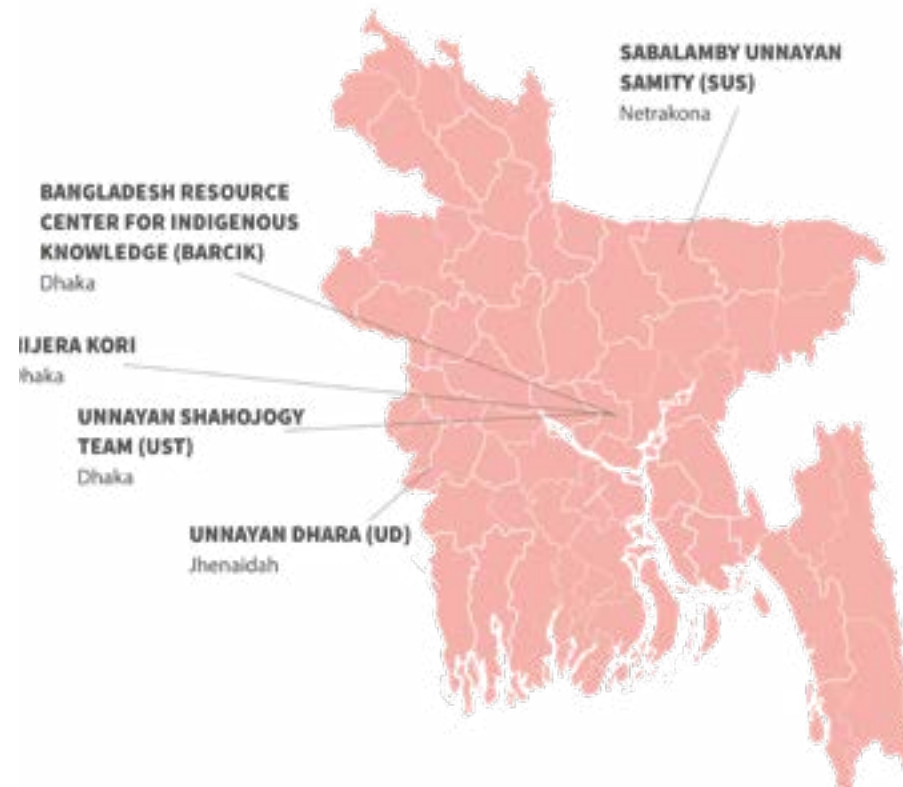 SABALAMBY UNNAYAN
SAMITY (SUS)
Netrakona
BANGLADESH RESOURCE
CENTER FOR INDIGENOUS
KNOWLEDGE (BARCIK)
Dhaka
IJERA KORI
haka
UNNAYAN SHAHOJOGY
TEAM (UST)
Dhaka
UNNAYAN DHARA (UD)
Jhenaidah